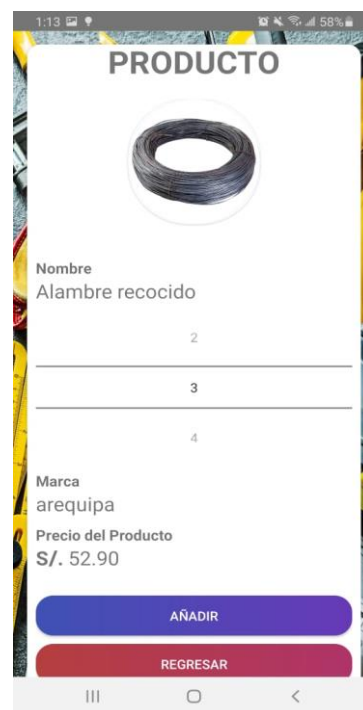 1:13 58%
PRODUCTO
Nombre
Alambre recocido
2
3
4
Marca
arequipa
Precio del Producto
S/. 52.90
AÑADIR
REGRESAR